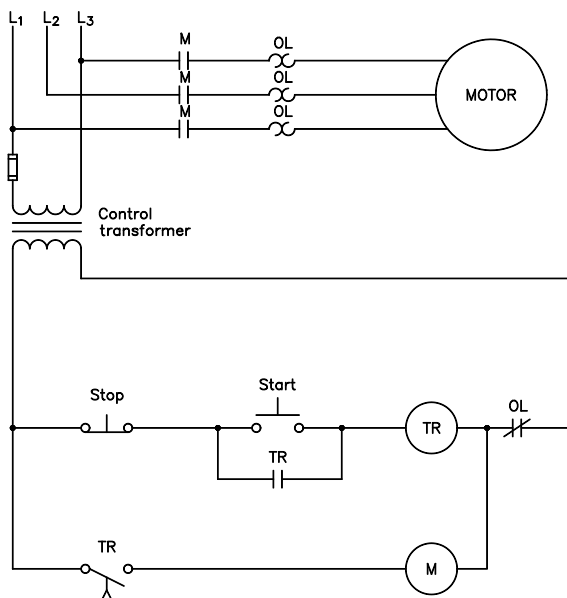 L1 L2 L3
M OL
M OL
MOTOR
M OL
Control
transformer
Stop
Start
OL
TR
TR
TR
M